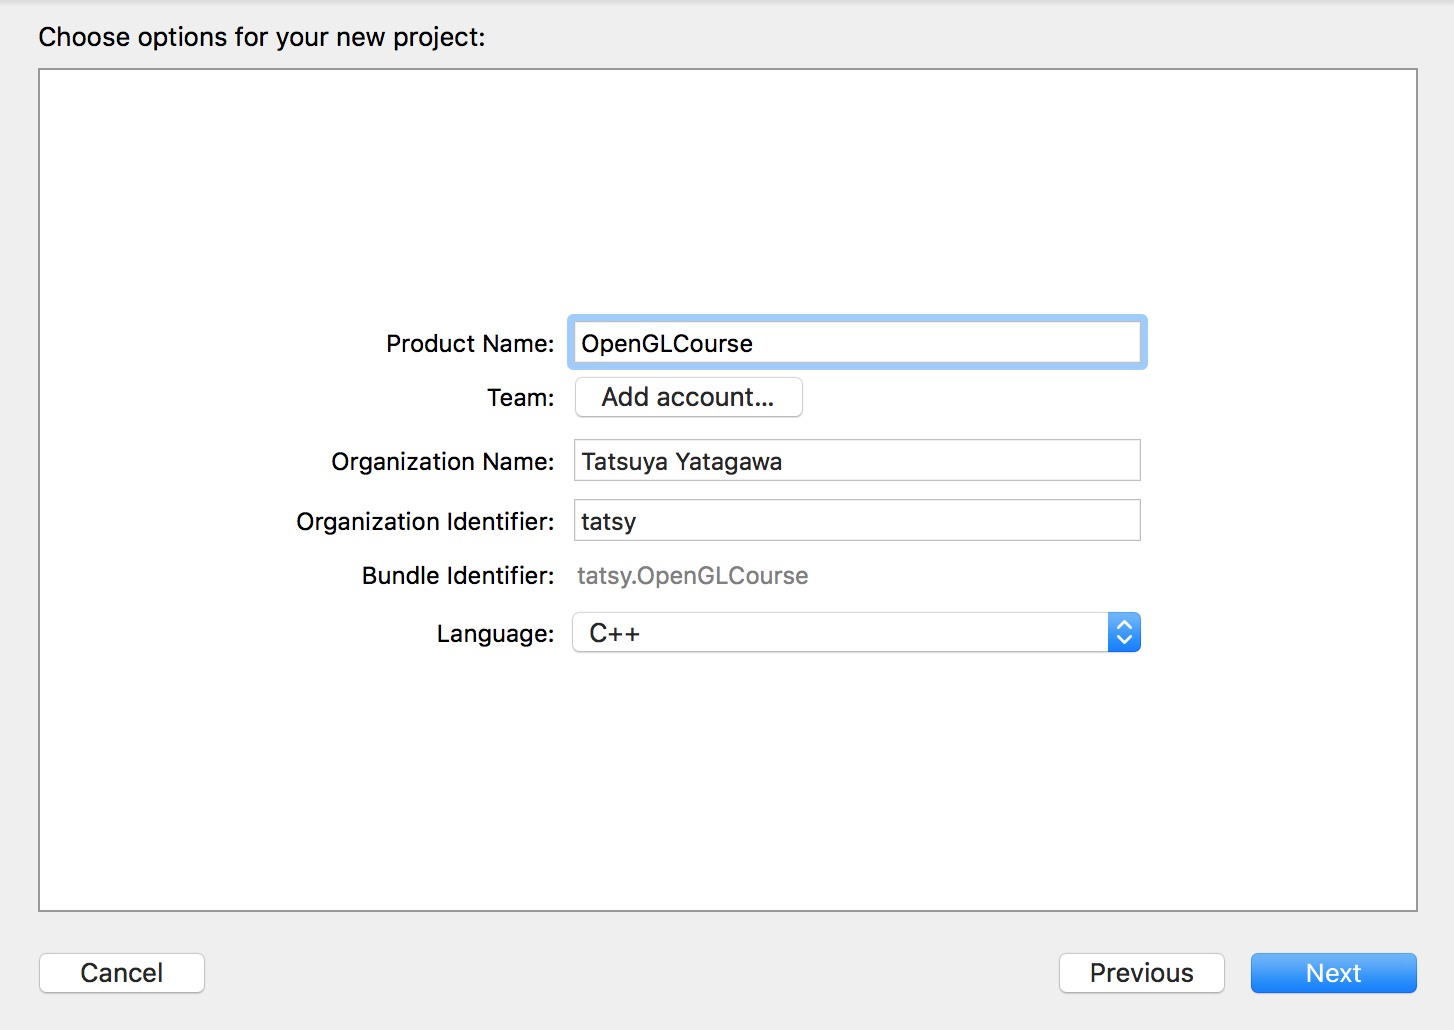 Choose options for your new project:
Product Name: OpenGLCourse
Team: Add account...
Organization Name: Tatsuya Yatagawa
Organization Identifier: tatsy
Bundle Identifier: tatsy.OpenGLCourse
Language: C++
Cancel Previous Next